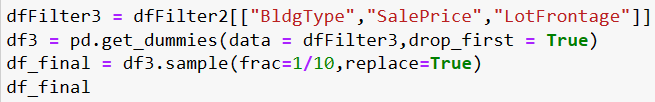 dfFilter3 = dfFilter2[["BldgType","SalePrice","LotFrontage"]]
df3 = pd.get_dummies(data = dfFilter3,drop_first = True)
df_final = df3.sample(frac=1/10,replace=True)
df_final